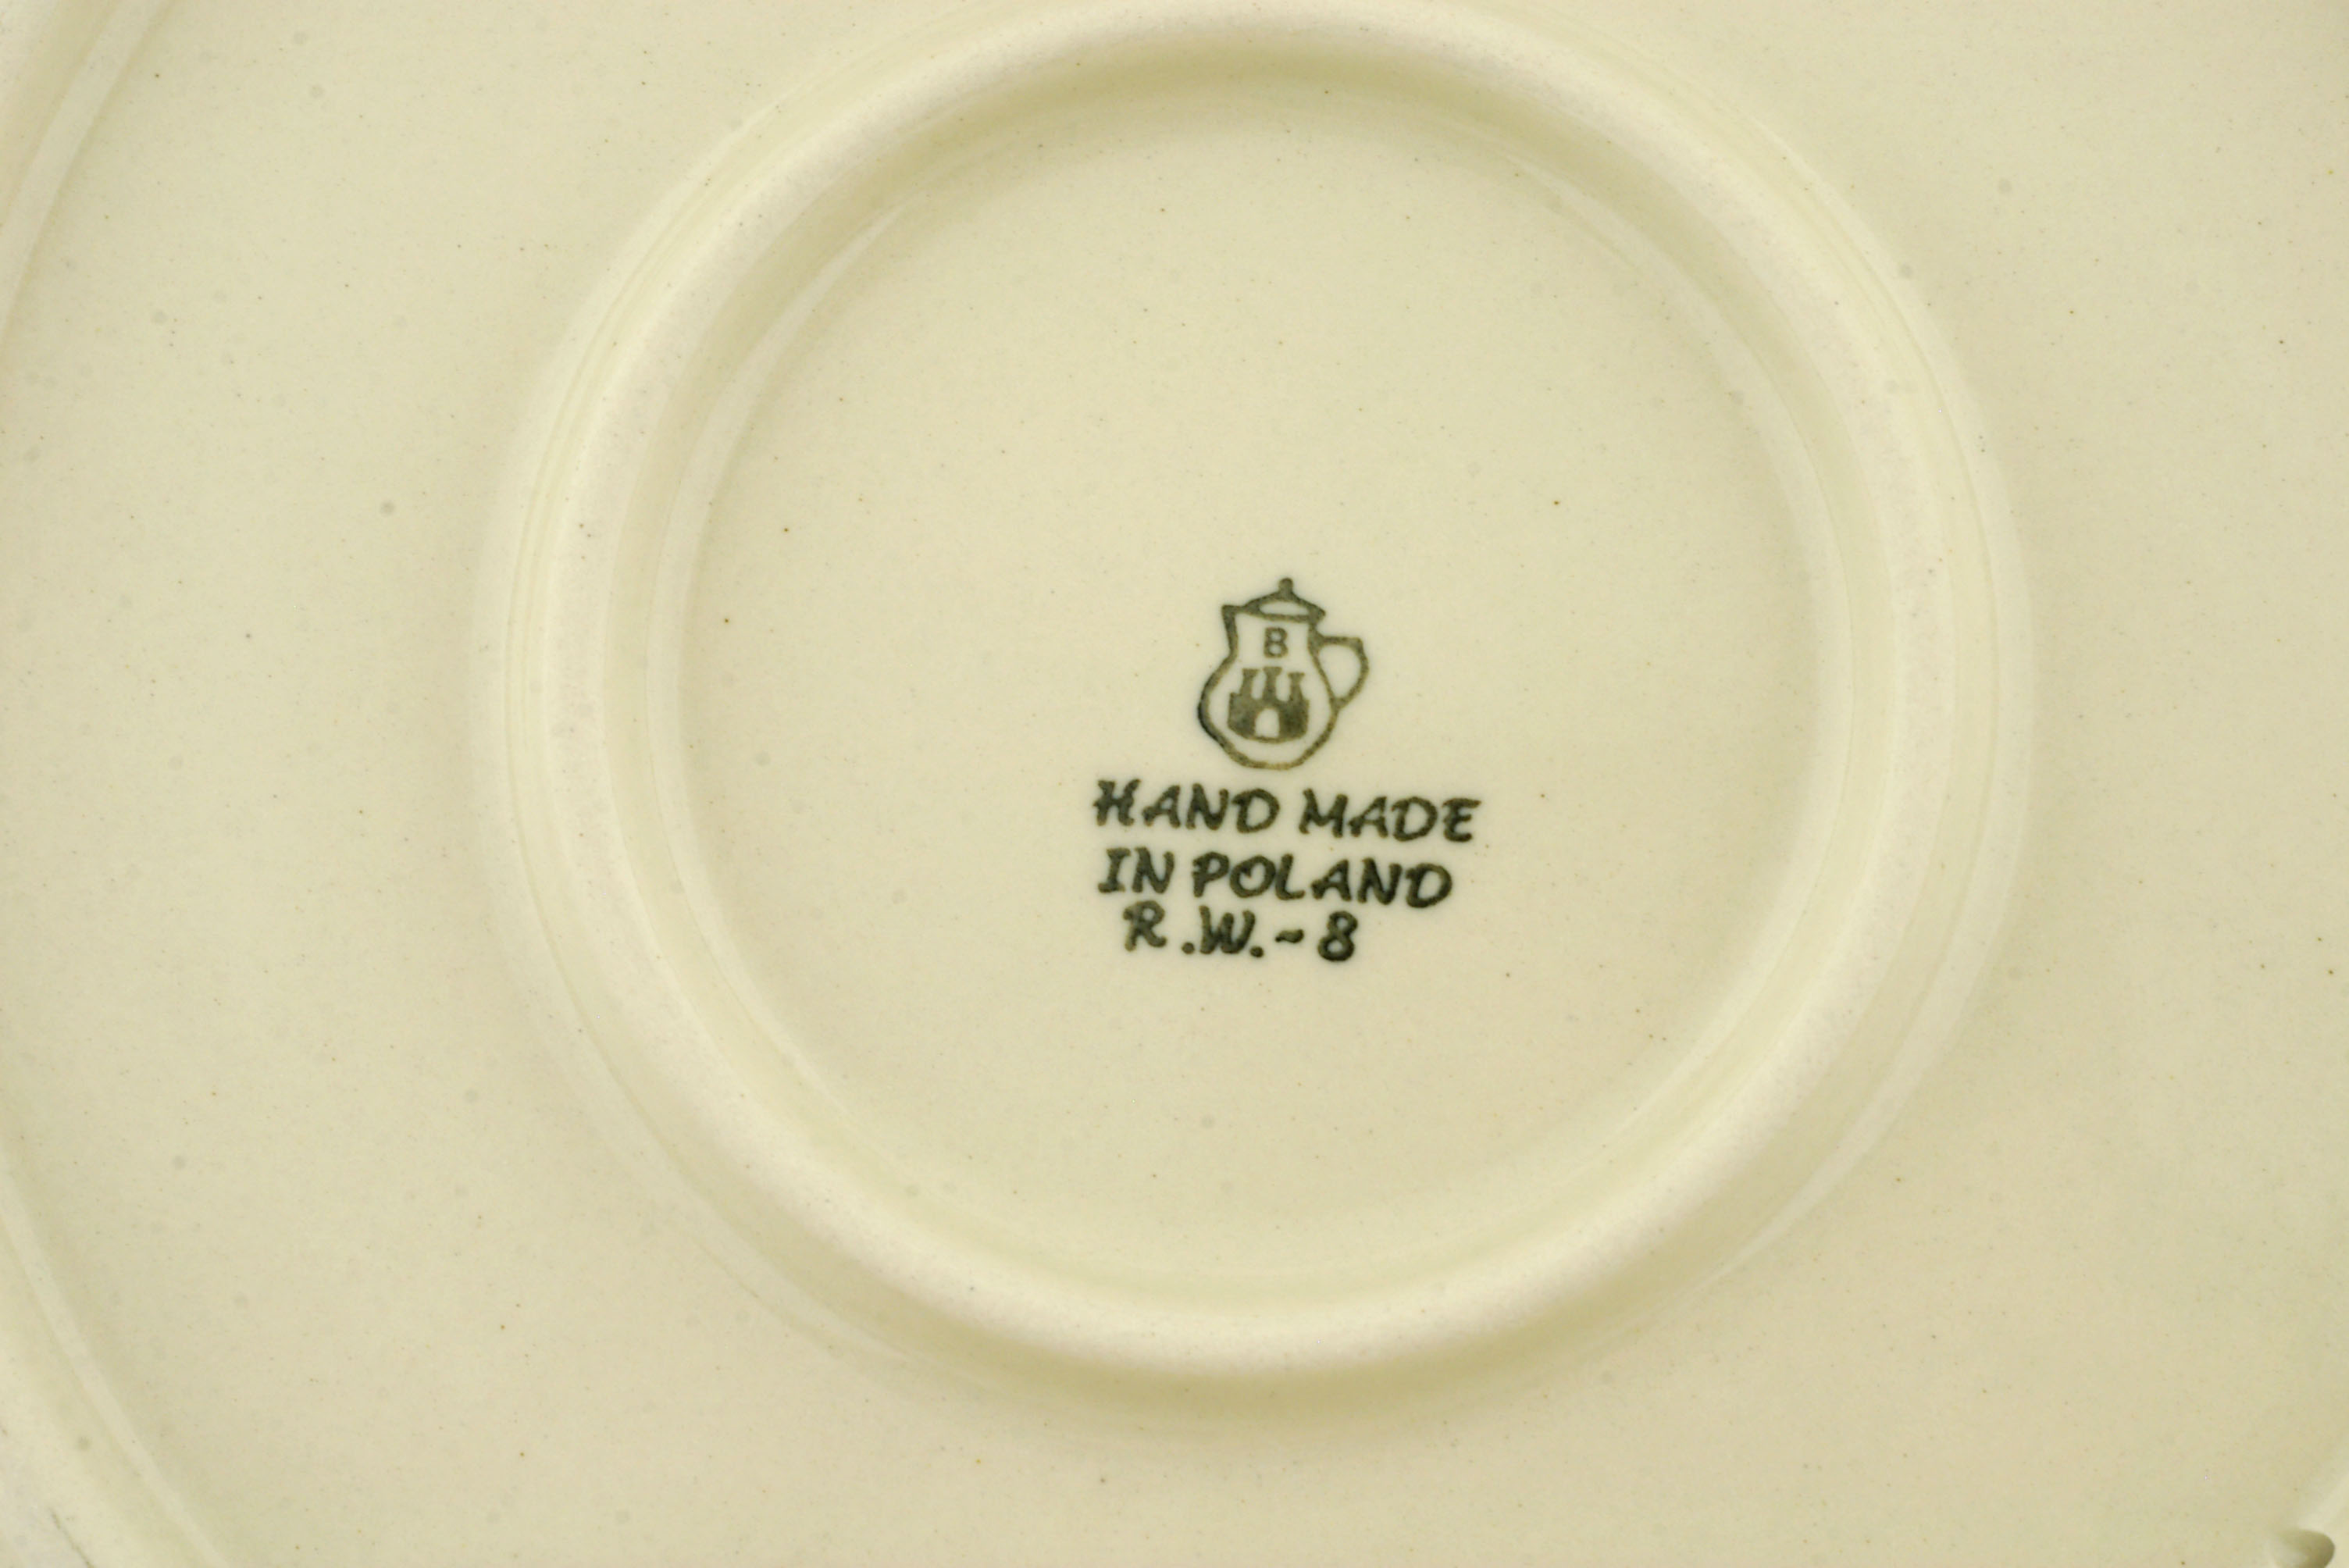 B
HAND MADE
IN POLAND
R.W.-8